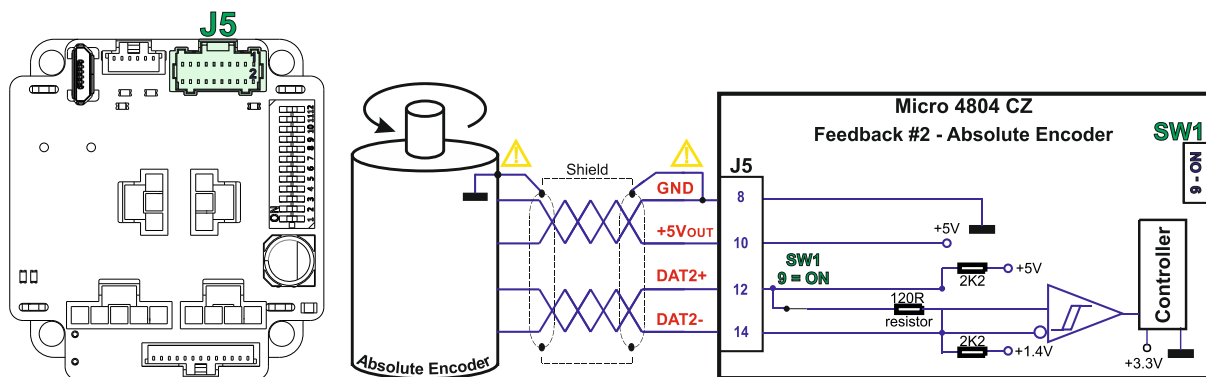 J5
1
2
12
11
10
9
8
7
6
5
4
3
2
1
ON
Absolute Encoder
Shield
GND
+5VOUT
DAT2+
DAT2-
Micro 4804 CZ
Feedback #2 - Absolute Encoder
SW1
9 - ON
J5
8
10
12
14
+5V
SW1
9 = ON
+5V
2K2
120R
resistor
2K2
+1.4V
Controller
+3.3V